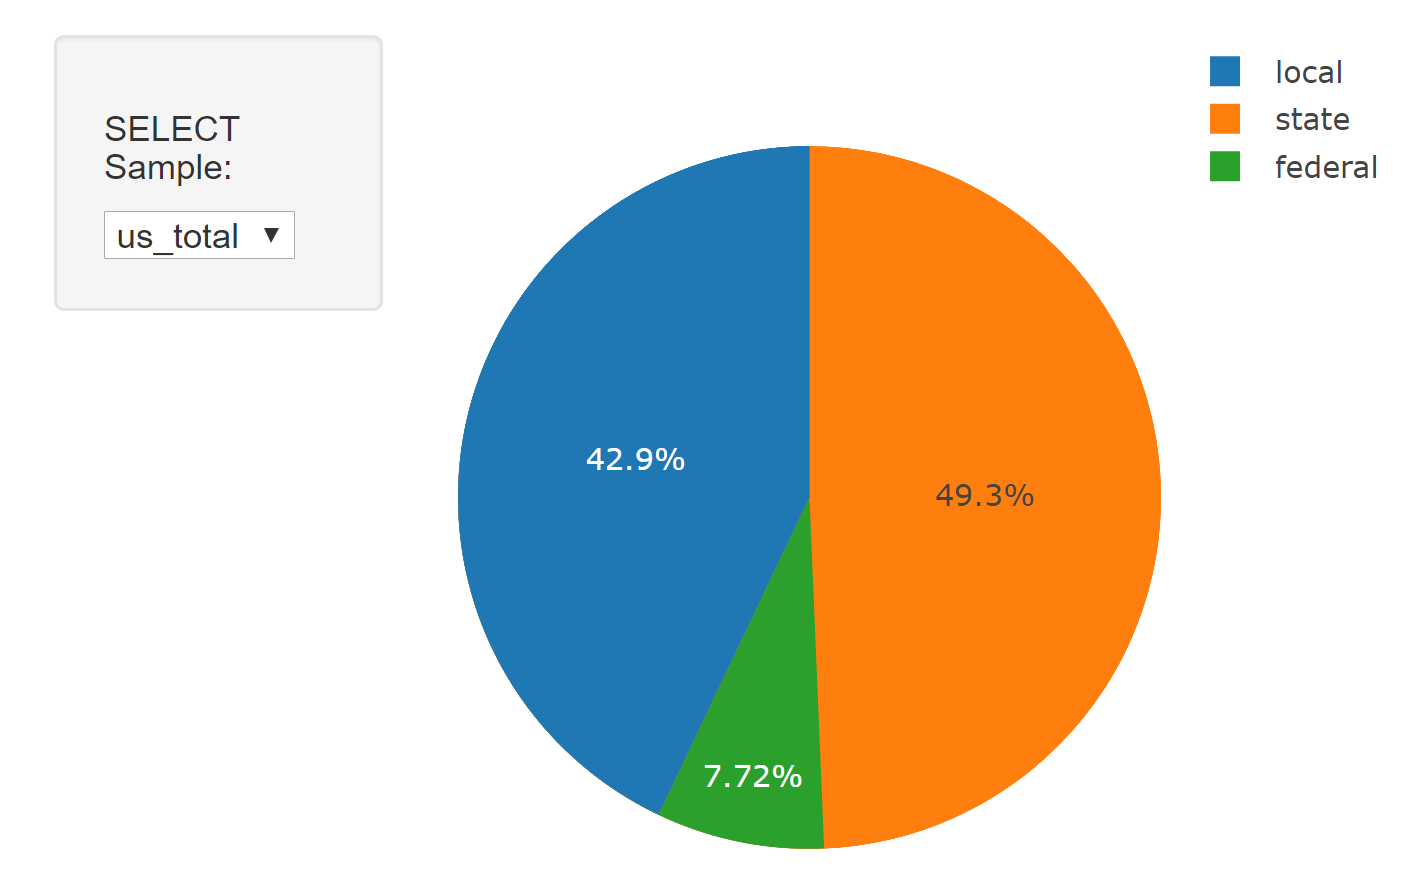 SELECT
Sample:
us_total
local
state
federal
42.9%
49.3%
7.72%